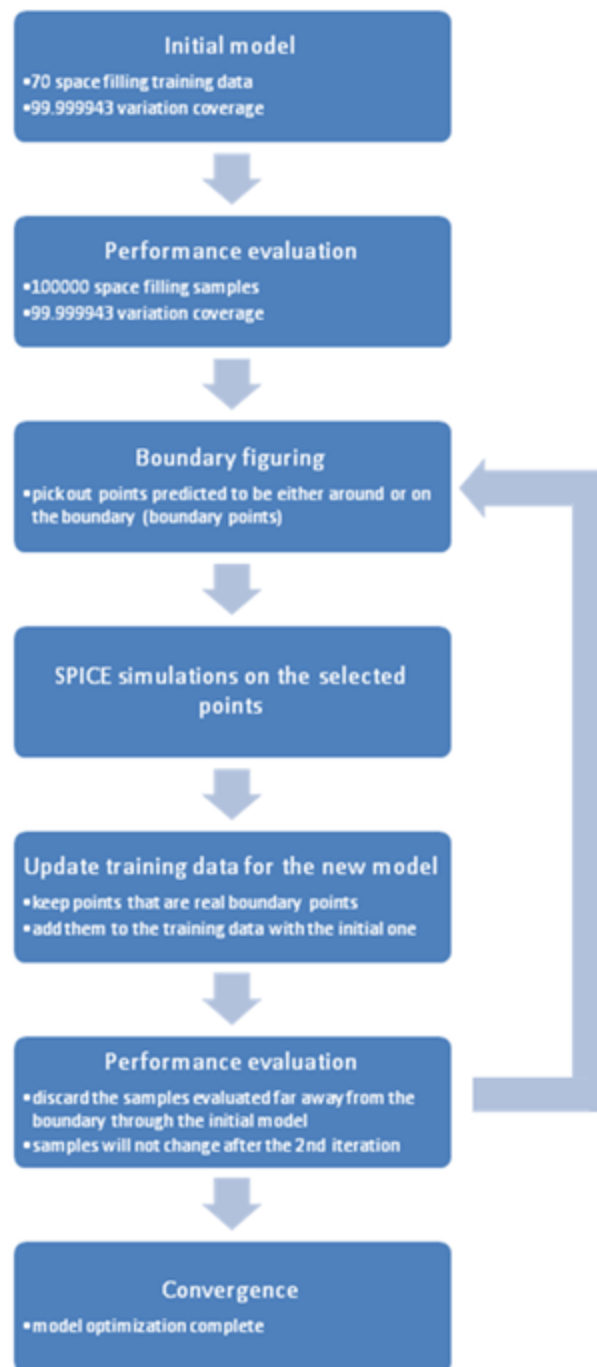 Initial model
•70 space filling training data
•99.999943 variation coverage
Performance evaluation
•100000 space filling samples
•99.999943 variation coverage
Boundary figuring
•pick out points predicted to be either around or on
the boundary (boundary points)
SPICE simulations on the selected
points
Update training data for the new model
•keep points that are real boundary points
•add them to the training data with the initial one
Performance evaluation
•discard the samples evaluated far away from the
boundary through the initial model
•samples will not change after the 2nd iteration
Convergence
•model optimization complete